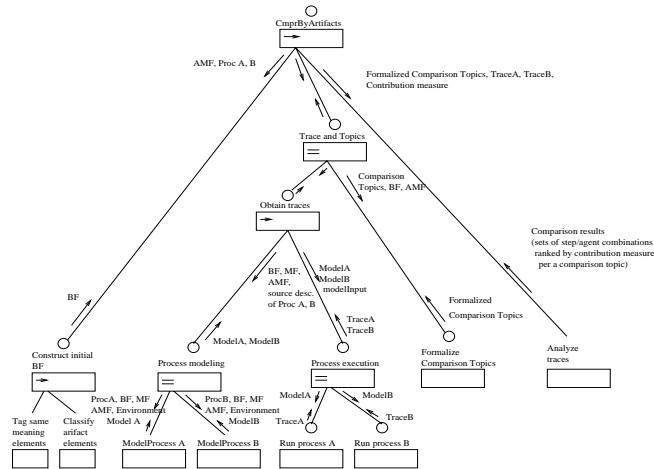 CmprByArtifacts
AMF, Proc A, B
Formalized Comparison Topics, TraceA, TraceB,
Contribution measure
Trace and Topics
Comparison
Topics, BF, AMF
Obtain traces
Comparison results
(sets of step/agent combinations
ranked by contribution measure
per a comparison topic)
BF, MF,
AMF,
source desc.
of Proc A, B
ModelA
ModelB
modelInput
BF
Formalized
Comparison Topics
TraceA
TraceB
ModelA, ModelB
Construct initial
BF
Process modeling
Process execution
Formalize
Comparison Topics
Analyze
traces
ProcA, BF, MF
AMF, Environment
Model A
ProcB, BF, MF
AMF, Environment
ModelB
ModelA
ModelB
TraceA
TraceB
Tag same
meaning
elements
Classify
arifact
elements
ModelProcess A
ModelProcess B
Run process A
Run process B